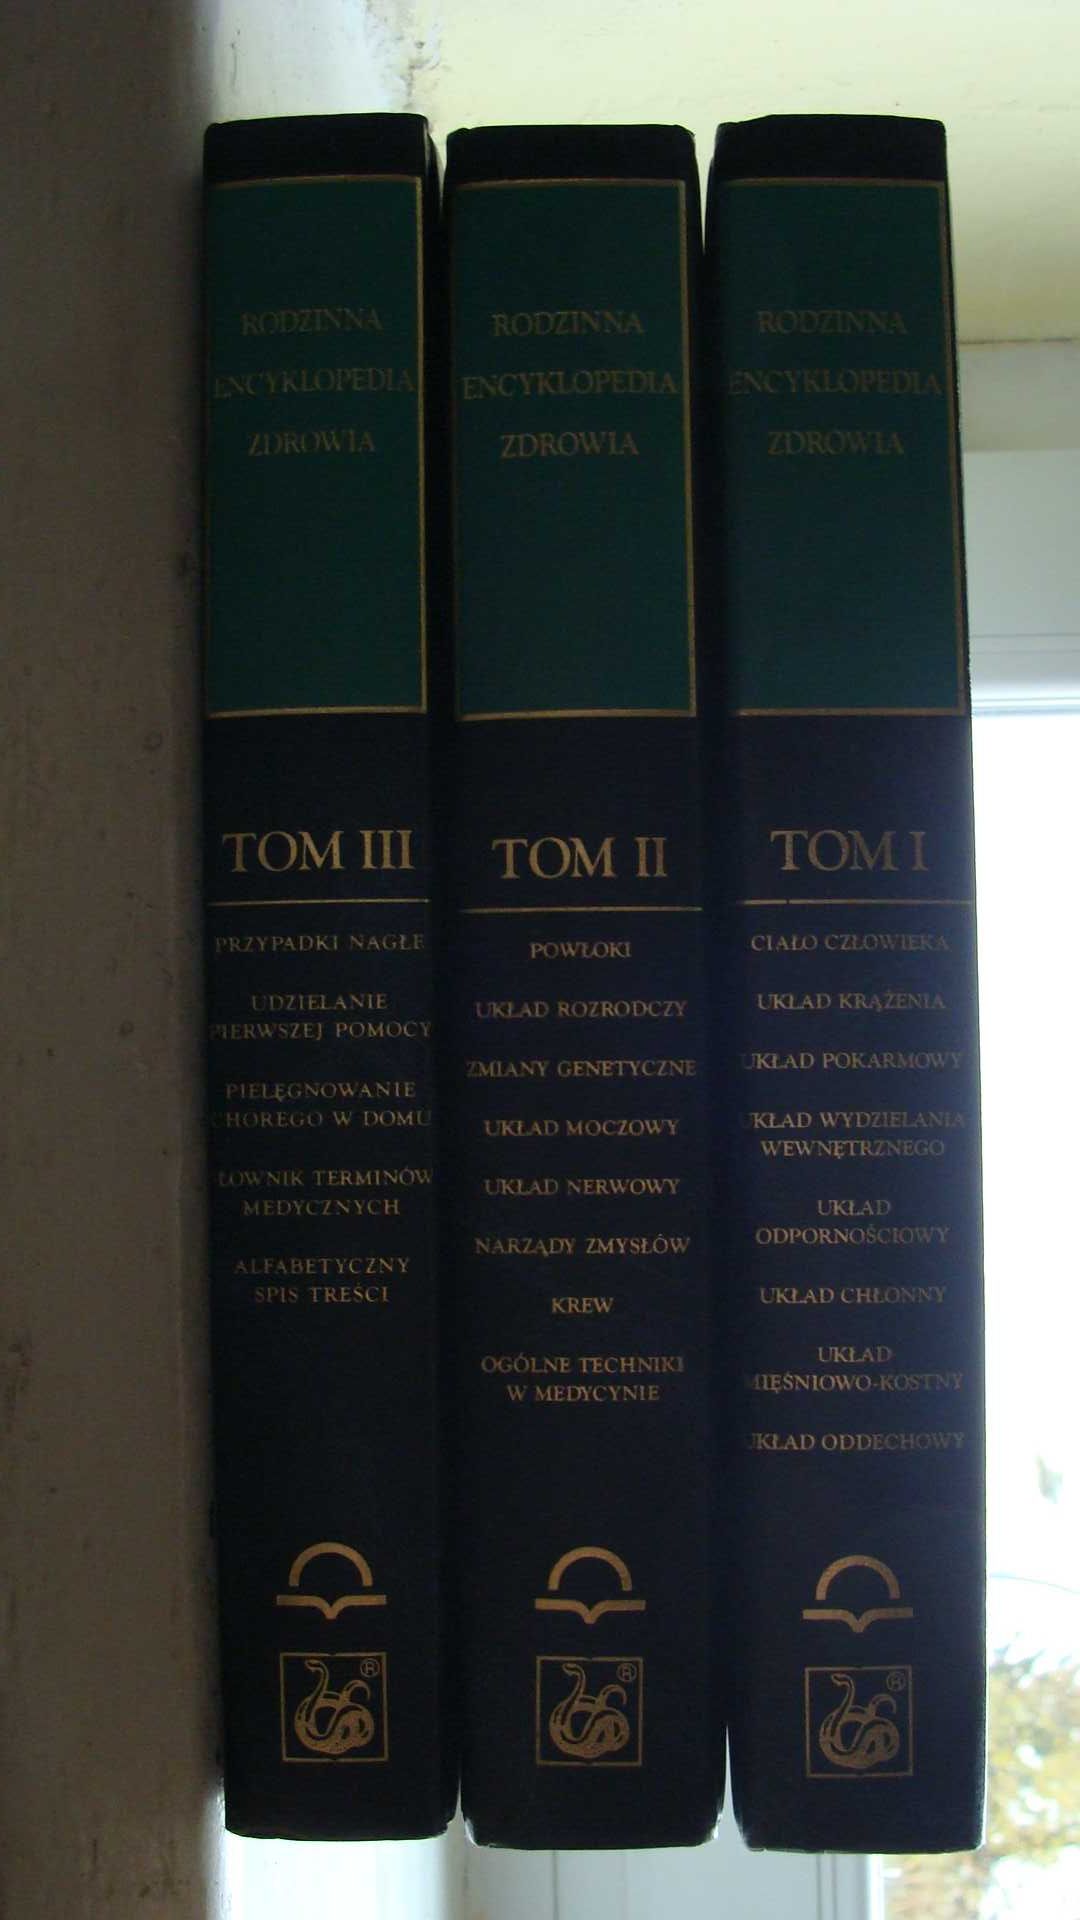 RODZINNA
ENCYKLOPEDIA
ZDROWIA
TOM III
PRZYPADKI NAGŁE
UDZIELANIE
PIERWSZEJ POMOCY
PIELĘGNOWANIE
CHOREGO W DOMU
SŁOWNIK TERMINÓW
MEDYCZNYCH
ALFABETYCZNY
SPIS TREŚCI
R
RODZINNA
ENCYKLOPEDIA
ZDROWIA
TOM II
POWŁOKI
UKŁAD ROZRODCZY
ZMIANY GENETYCZNE
UKŁAD MOCZOWY
UKŁAD NERWOWY
NARZĄDY ZMYSŁÓW
KREW
OGÓLNE TECHNIKI
W MEDYCYNIE
R
RODZINNA
ENCYKLOPEDIA
ZDROWIA
TOM I
CIAŁO CZŁOWIEKA
UKŁAD KRĄŻENIA
UKŁAD POKARMOWY
UKŁAD WYDZIELANIA
WEWNĘTRZNEGO
UKŁAD
ODPORNOŚCIOWY
UKŁAD CHŁONNY
UKŁAD
MIĘŚNIOWO-KOSTNY
UKŁAD ODDECHOWY
R